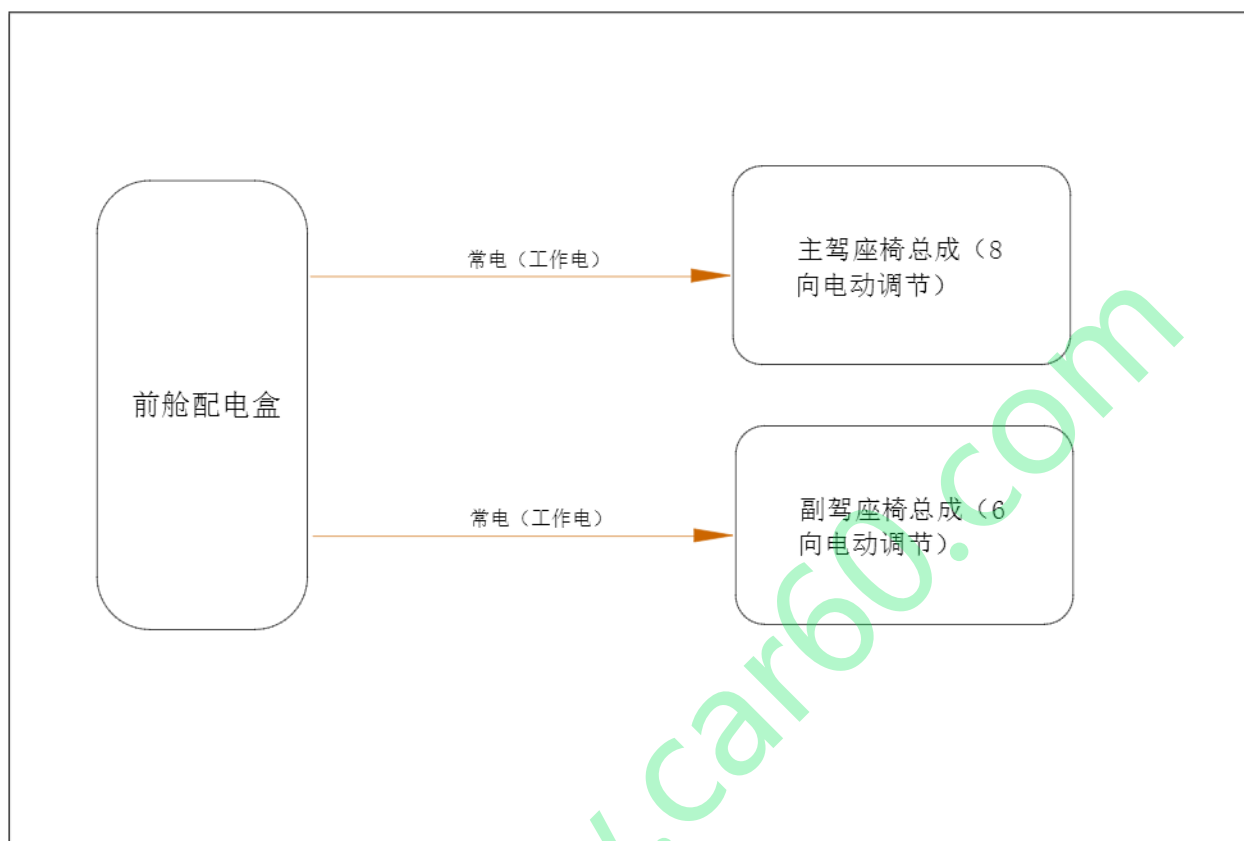 常电（工作电）
主驾座椅总成（8
向电动调节）
前舱配电盒
常电（工作电）
副驾座椅总成（6
向电动调节）
.car60.com